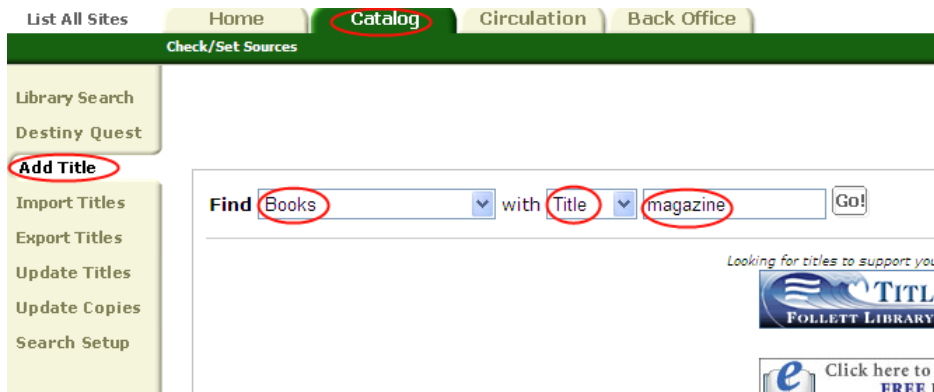 List All Sites
Home Catalog Circulation Back Office
Check/Set Sources
Library Search
Destiny Quest
Add Title
Import Titles
Export Titles
Update Titles
Update Copies
Search Setup
Find Books with Title magazine Go!
Looking for titles to support you
TITL
FOLLETT LIBRARY
e Click here to
FREE